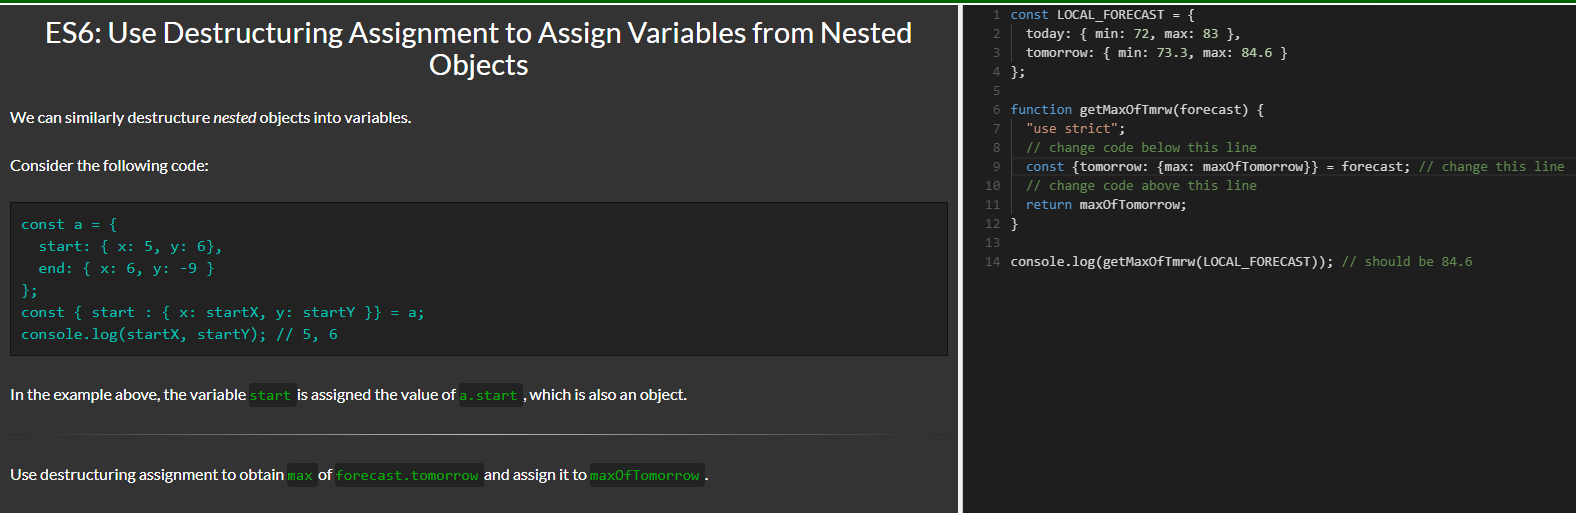 ES6: Use Destructuring Assignment to Assign Variables from Nested
Objects
We can similarly destructure nested objects into variables.
Consider the following code:
const a = {
  start: { x: 5, y: 6},
  end: { x: 6, y: -9 }
};
const { start : { x: startX, y: startY }} = a;
console.log(startX, startY); // 5, 6
In the example above, the variable start is assigned the value of a.start , which is also an object.
Use destructuring assignment to obtain max of forecast.tomorrow and assign it to maxOfTomorrow .
1 const LOCAL_FORECAST = {
2   today: { min: 72, max: 83 },
3   tomorrow: { min: 73.3, max: 84.6 }
4 };
5
6 function getMaxOfTmrw(forecast) {
7   "use strict";
8   // change code below this line
9   const {tomorrow: {max: maxOfTomorrow}} = forecast; // change this line
10   // change code above this line
11   return maxOfTomorrow;
12 }
13
14 console.log(getMaxOfTmrw(LOCAL_FORECAST)); // should be 84.6